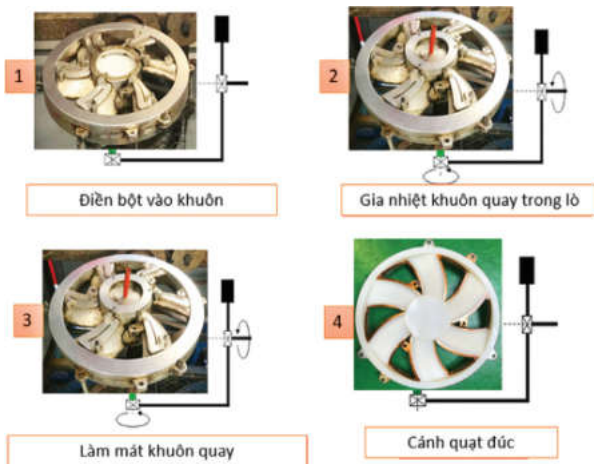 1
2
Điền bột vào khuôn
Gia nhiệt khuôn quay trong lò
3
4
Làm mát khuôn quay
Cánh quạt đúc